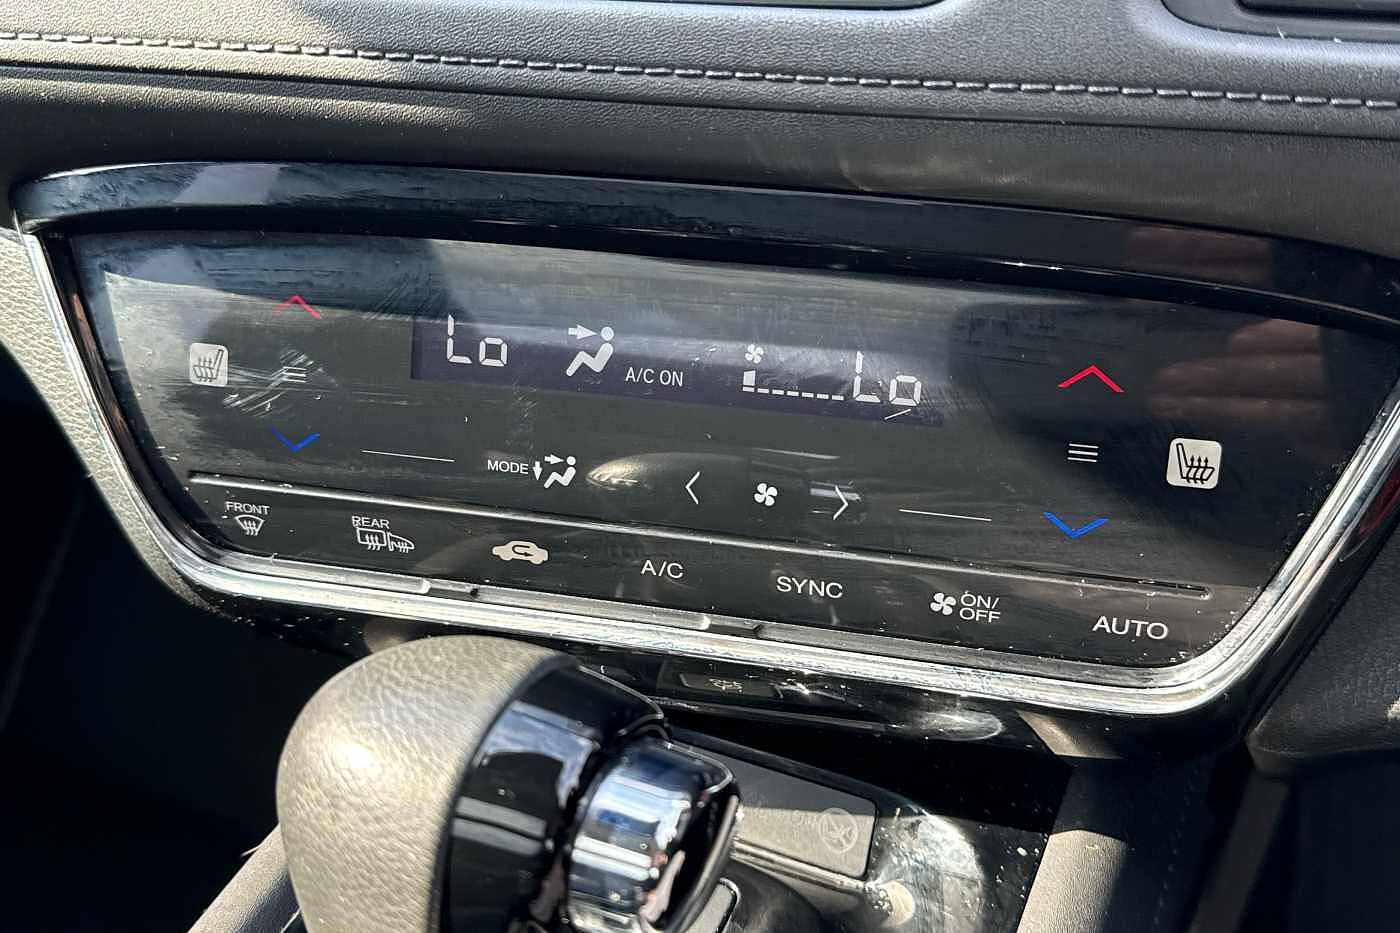 Lo
A/C ON
Lo
MODE
FRONT
REAR
A/C
SYNC
ON/
OFF
AUTO